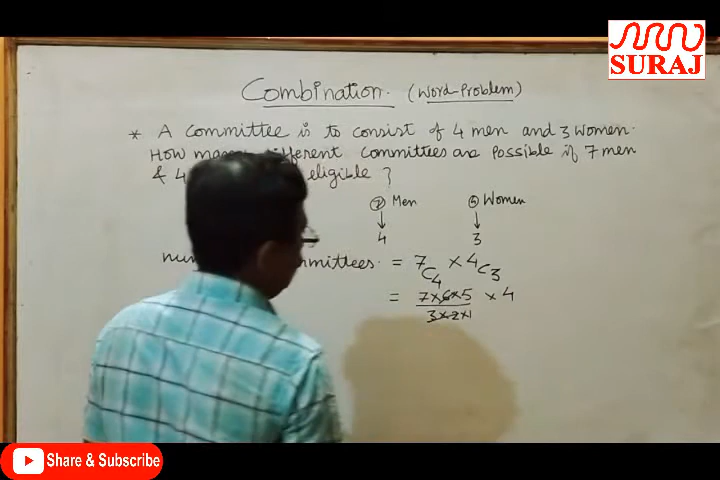 SURAJ
Combination. (Word-Problem)
* A committee is to consist of 4 men and 3 women.
How different committees are possible if 7 men
& 4 eligible ?
7 Men Women
4 3
= 7C4 × 4C3
= 7×6×5 × 4
3×2×1
Share & Subscribe